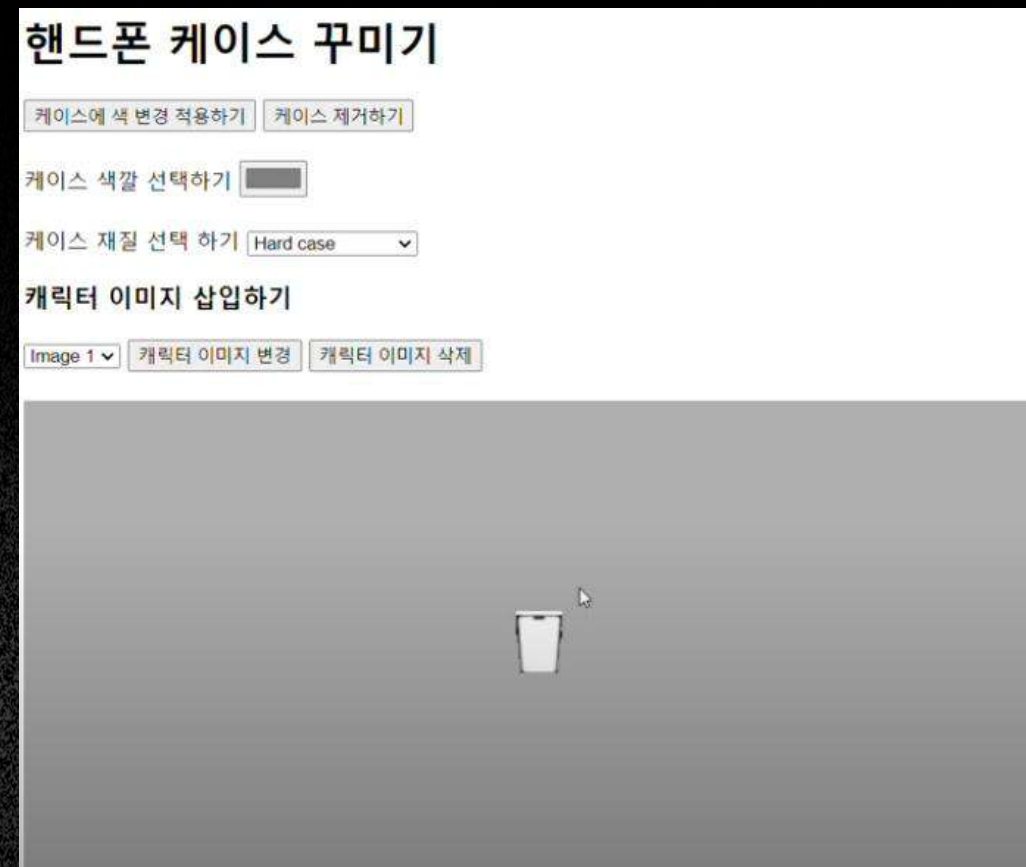 핸드폰 케이스 꾸미기
케이스에 색 변경 적용하기 케이스 제거하기
케이스 색깔 선택하기
케이스 재질 선택 하기 Hard case
캐릭터 이미지 삽입하기
Image 1 캐릭터 이미지 변경 캐릭터 이미지 삭제